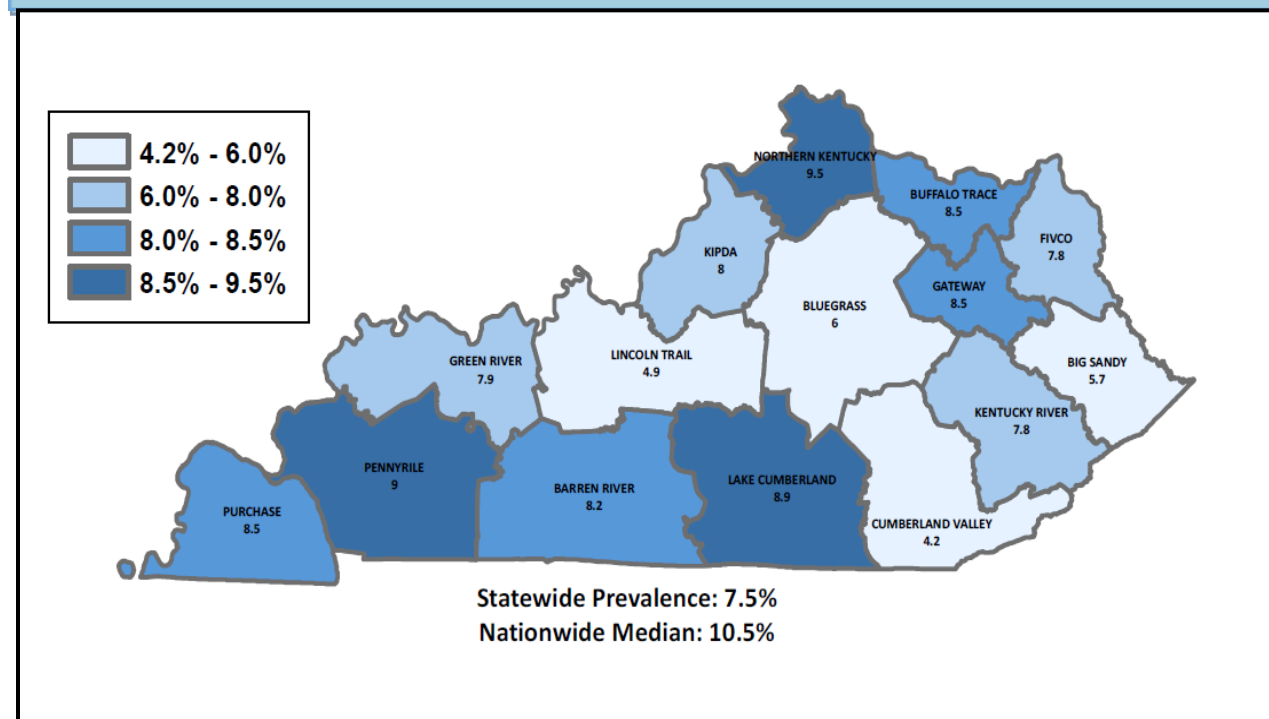 4.2% - 6.0%
6.0% - 8.0%
8.0% - 8.5%
8.5% - 9.5%
NORTHERN KENTUCKY
9.5
BUFFALO TRACE
8.5
FIVCO
7.8
KIPDA
8
GATEWAY
8.5
BLUEGRASS
6
GREEN RIVER
7.9
LINCOLN TRAIL
4.9
BIG SANDY
5.7
KENTUCKY RIVER
7.8
PENNYRILE
9
BARREN RIVER
8.2
LAKE CUMBERLAND
8.9
PURCHASE
8.5
CUMBERLAND VALLEY
4.2
Statewide Prevalence: 7.5%
Nationwide Median: 10.5%